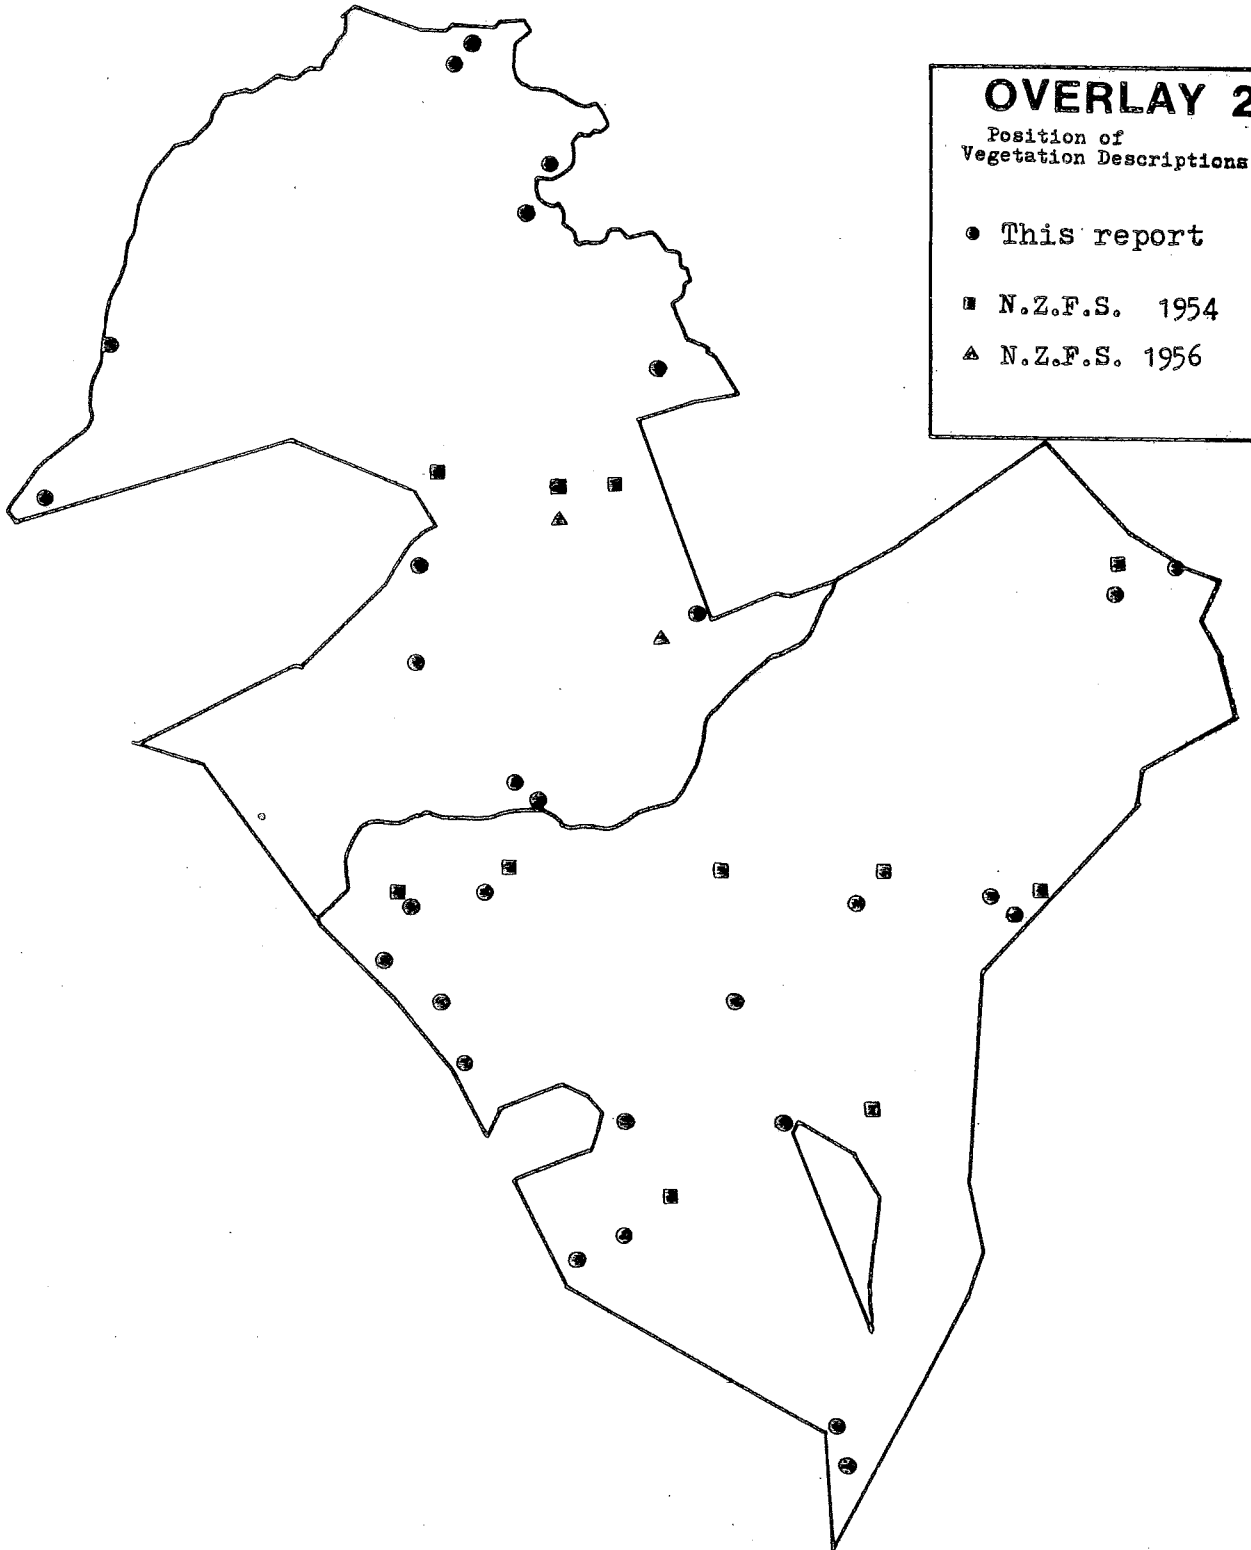 OVERLAY 2
Position of
Vegetation Descriptions
This report
N.Z.F.S. 1954
N.Z.F.S. 1956